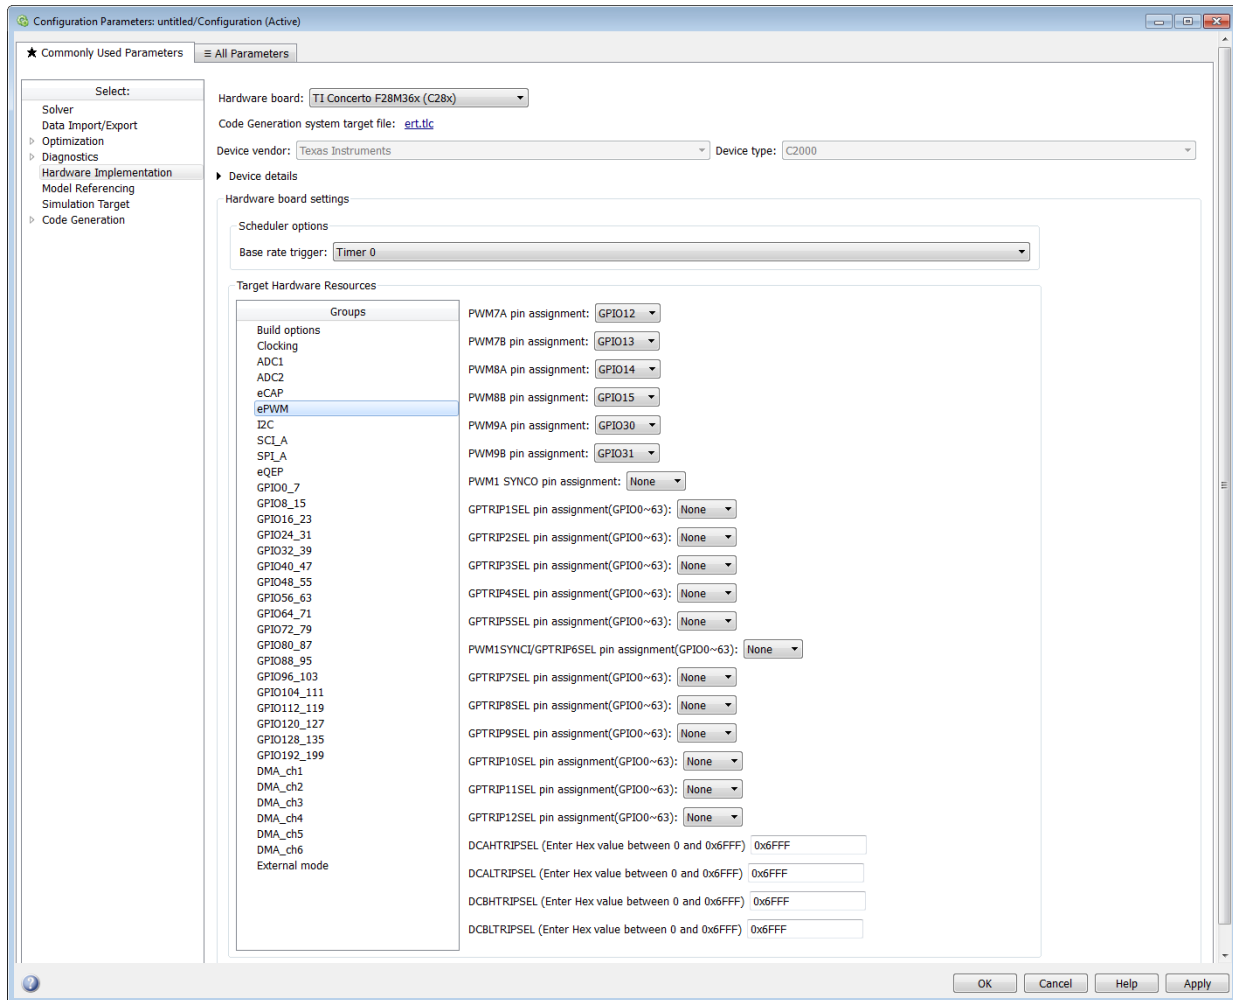 Configuration Parameters: untitled/Configuration (Active)
★ Commonly Used Parameters
≡ All Parameters
Select:
Solver
Data Import/Export
Optimization
Diagnostics
Hardware Implementation
Model Referencing
Simulation Target
Code Generation
Hardware board: TI Concerto F28M36x (C28x)
Code Generation system target file: ert.tlc
Device vendor: Texas Instruments Device type: C2000
Device details
Hardware board settings
Scheduler options
Base rate trigger: Timer 0
Target Hardware Resources
Groups
Build options
Clocking
ADC1
ADC2
eCAP
ePWM
I2C
SCI_A
SPI_A
eQEP
GPIO0_7
GPIO8_15
GPIO16_23
GPIO24_31
GPIO32_39
GPIO40_47
GPIO48_55
GPIO56_63
GPIO64_71
GPIO72_79
GPIO80_87
GPIO88_95
GPIO96_103
GPIO104_111
GPIO112_119
GPIO120_127
GPIO128_135
GPIO192_199
DMA_ch1
DMA_ch2
DMA_ch3
DMA_ch4
DMA_ch5
DMA_ch6
External mode
PWM7A pin assignment: GPIO12
PWM7B pin assignment: GPIO13
PWM8A pin assignment: GPIO14
PWM8B pin assignment: GPIO15
PWM9A pin assignment: GPIO30
PWM9B pin assignment: GPIO31
PWM1 SYNCO pin assignment: None
GPTRIP1SEL pin assignment(GPIO0~63): None
GPTRIP2SEL pin assignment(GPIO0~63): None
GPTRIP3SEL pin assignment(GPIO0~63): None
GPTRIP4SEL pin assignment(GPIO0~63): None
GPTRIP5SEL pin assignment(GPIO0~63): None
PWM1SYNCI/GPTRIP6SEL pin assignment(GPIO0~63): None
GPTRIP7SEL pin assignment(GPIO0~63): None
GPTRIP8SEL pin assignment(GPIO0~63): None
GPTRIP9SEL pin assignment(GPIO0~63): None
GPTRIP10SEL pin assignment(GPIO0~63): None
GPTRIP11SEL pin assignment(GPIO0~63): None
GPTRIP12SEL pin assignment(GPIO0~63): None
DCAHTRIPSEL (Enter Hex value between 0 and 0x6FFF) 0x6FFF
DCALTRIPSEL (Enter Hex value between 0 and 0x6FFF) 0x6FFF
DCBHTRIPSEL (Enter Hex value between 0 and 0x6FFF) 0x6FFF
DCBLTRIPSEL (Enter Hex value between 0 and 0x6FFF) 0x6FFF
OK Cancel Help Apply